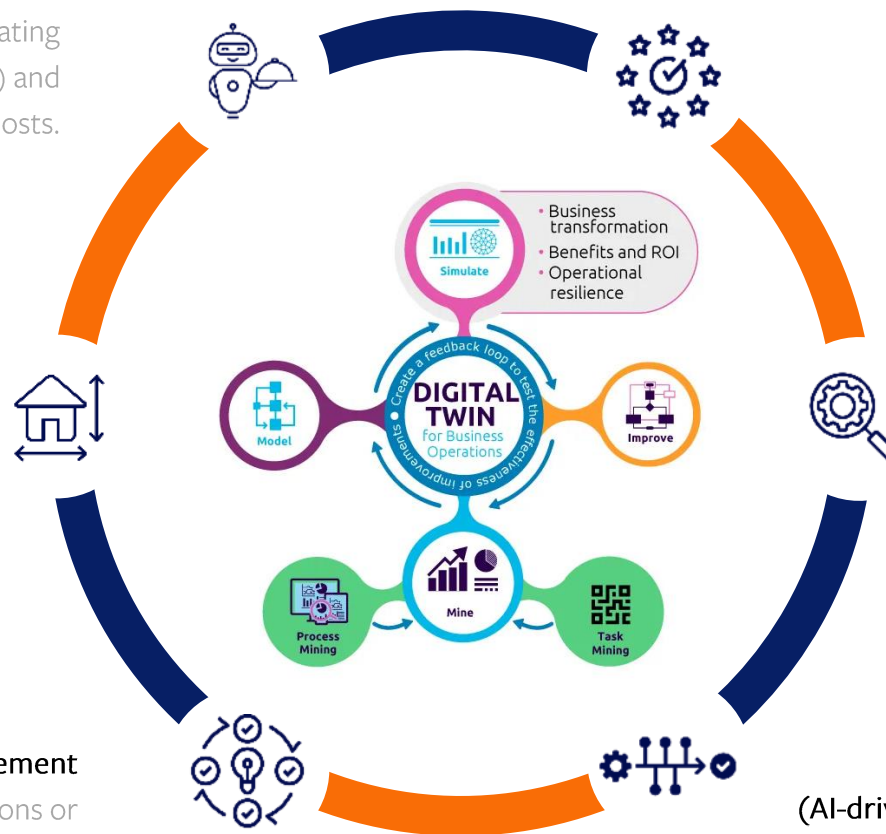 ating
) and
osts.
• Business
transformation
• Benefits and ROI
• Operational
resilience
Simulate
Create a feedback loop to test the effectiveness of improvements •
DIGITAL
TWIN
for Business
Operations
Model
Improve
Mine
Process
Mining
Task
Mining
ement
ons or
(AI-driv